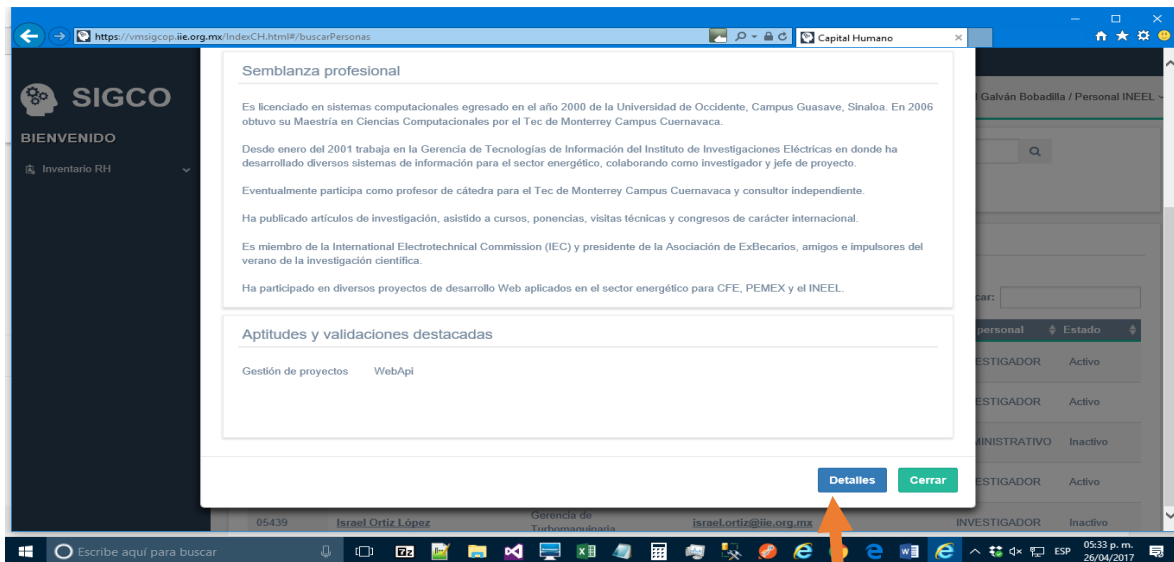 https://vmsigcop.iie.org.mx/IndexCH.html#/buscarPersonas
Capital Humano
SIGCO
Galván Bobadilla / Personal INEEL
BIENVENIDO
Inventario RH
Semblanza profesional
Es licenciado en sistemas computacionales egresado en el año 2000 de la Universidad de Occidente, Campus Guasave, Sinaloa. En 2006
obtuvo su Maestría en Ciencias Computacionales por el Tec de Monterrey Campus Cuernavaca.
Desde enero del 2001 trabaja en la Gerencia de Tecnologías de Información del Instituto de Investigaciones Eléctricas en donde ha
desarrollado diversos sistemas de información para el sector energético, colaborando como investigador y jefe de proyecto.
Eventualmente participa como profesor de cátedra para el Tec de Monterrey Campus Cuernavaca y consultor independiente.
Ha publicado artículos de investigación, asistido a cursos, ponencias, visitas técnicas y congresos de carácter internacional.
Es miembro de la International Electrotechnical Commission (IEC) y presidente de la Asociación de ExBecarios, amigos e impulsores del
verano de la investigación científica.
Ha participado en diversos proyectos de desarrollo Web aplicados en el sector energético para CFE, PEMEX y el INEEL.
Aptitudes y validaciones destacadas
Gestión de proyectos WebApi
car:
personal Estado
ESTIGADOR Activo
ESTIGADOR Activo
MINISTRATIVO Inactivo
ESTIGADOR Activo
Detalles Cerrar
05439 Israel Ortiz López Gerencia de Turbomaquinaria israel.ortiz@iie.org.mx INVESTIGADOR Inactivo
Escribe aquí para buscar
ESP
05:33 p. m.
26/04/2017